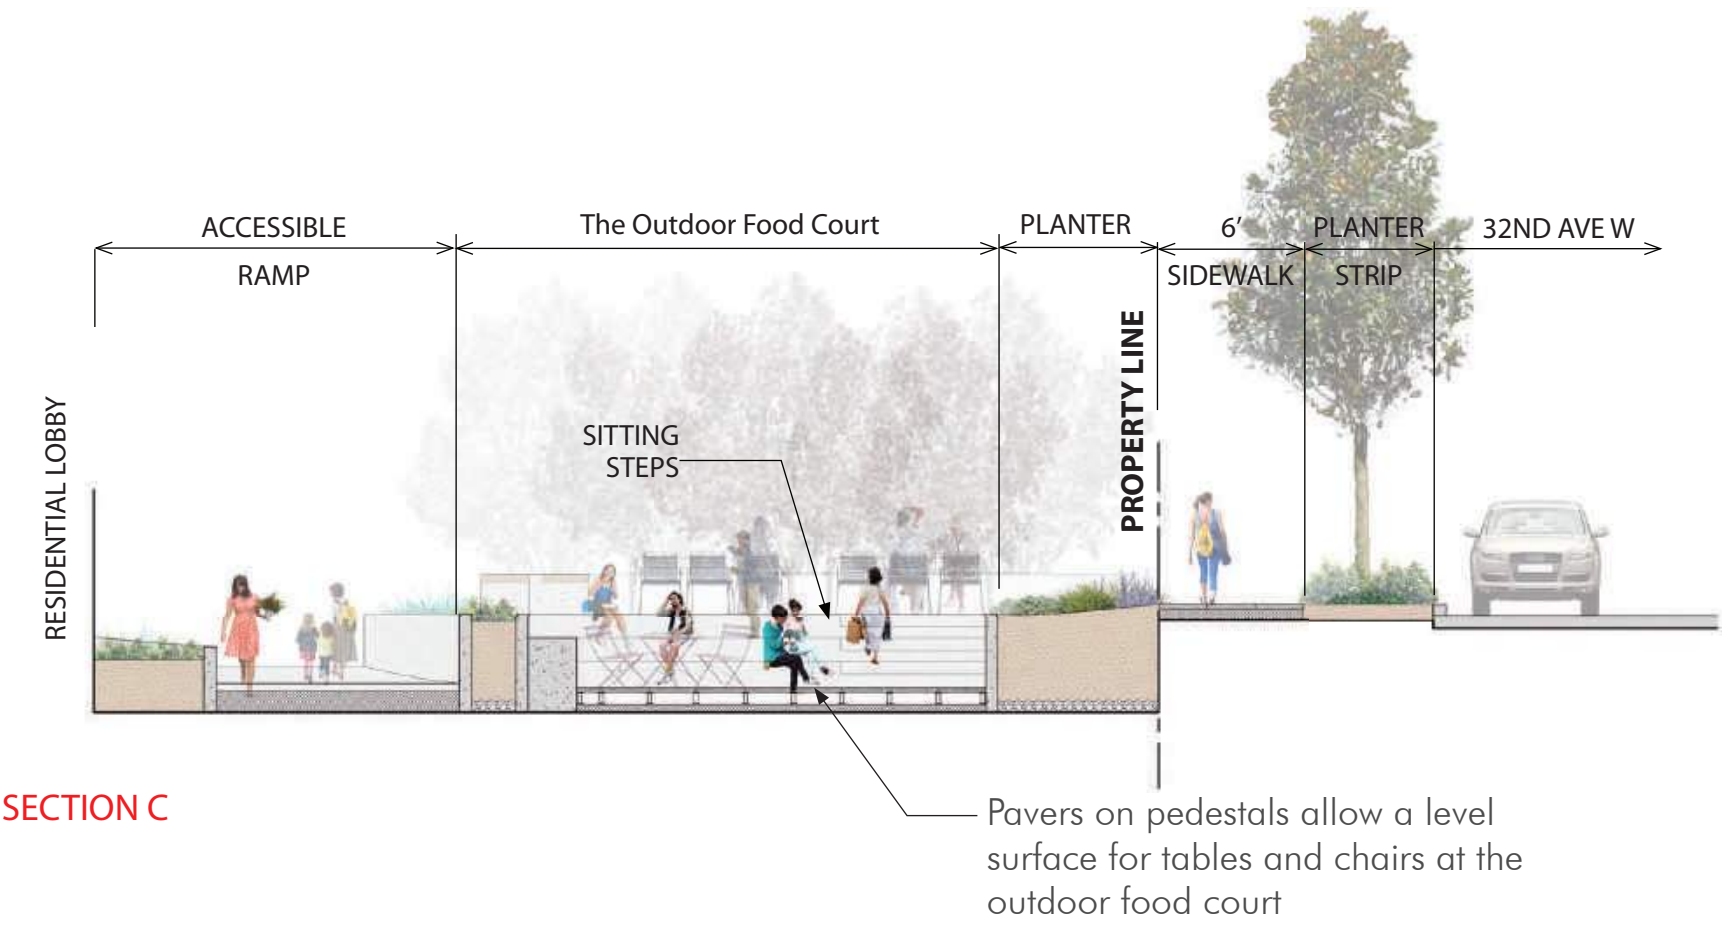 ACCESSIBLE
RAMP
The Outdoor Food Court
PLANTER
6'
SIDEWALK
PLANTER
STRIP
32ND AVE W
RESIDENTIAL LOBBY
SITTING
STEPS
PROPERTY LINE
SECTION C
Pavers on pedestals allow a level
surface for tables and chairs at the
outdoor food court